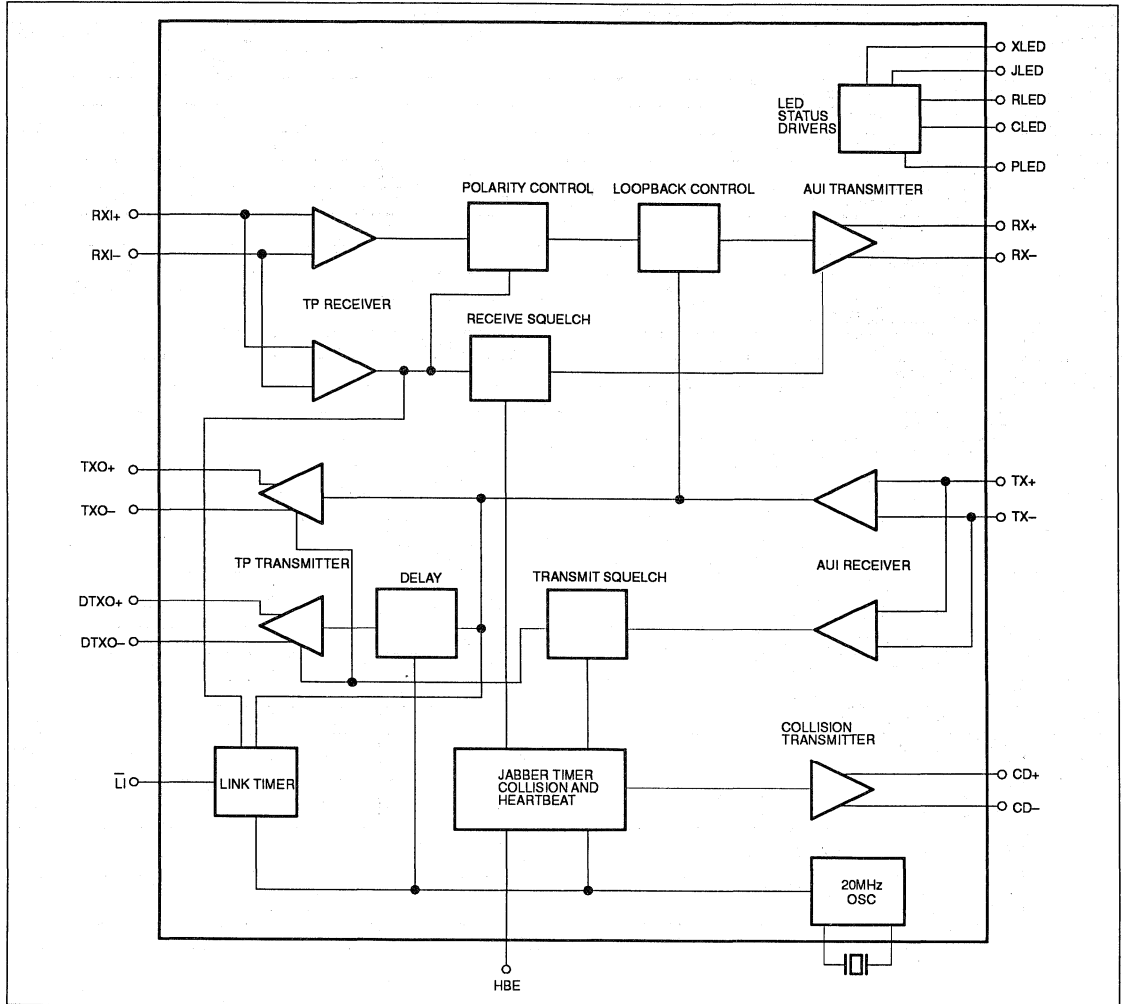 XLED
JLED
LED
STATUS
DRIVERS
RLED
CLED
PLED
POLARITY CONTROL
LOOPBACK CONTROL
AUI TRANSMITTER
RXI+
RX+
RXI–
RX–
TP RECEIVER
RECEIVE SQUELCH
TXO+
TX+
TXO–
TX–
TP TRANSMITTER
AUI RECEIVER
DELAY
TRANSMIT SQUELCH
DTXO+
DTXO–
COLLISION
TRANSMITTER
L̅I̅
LINK TIMER
JABBER TIMER
COLLISION AND
HEARTBEAT
CD+
CD–
20MHz
OSC
HBE